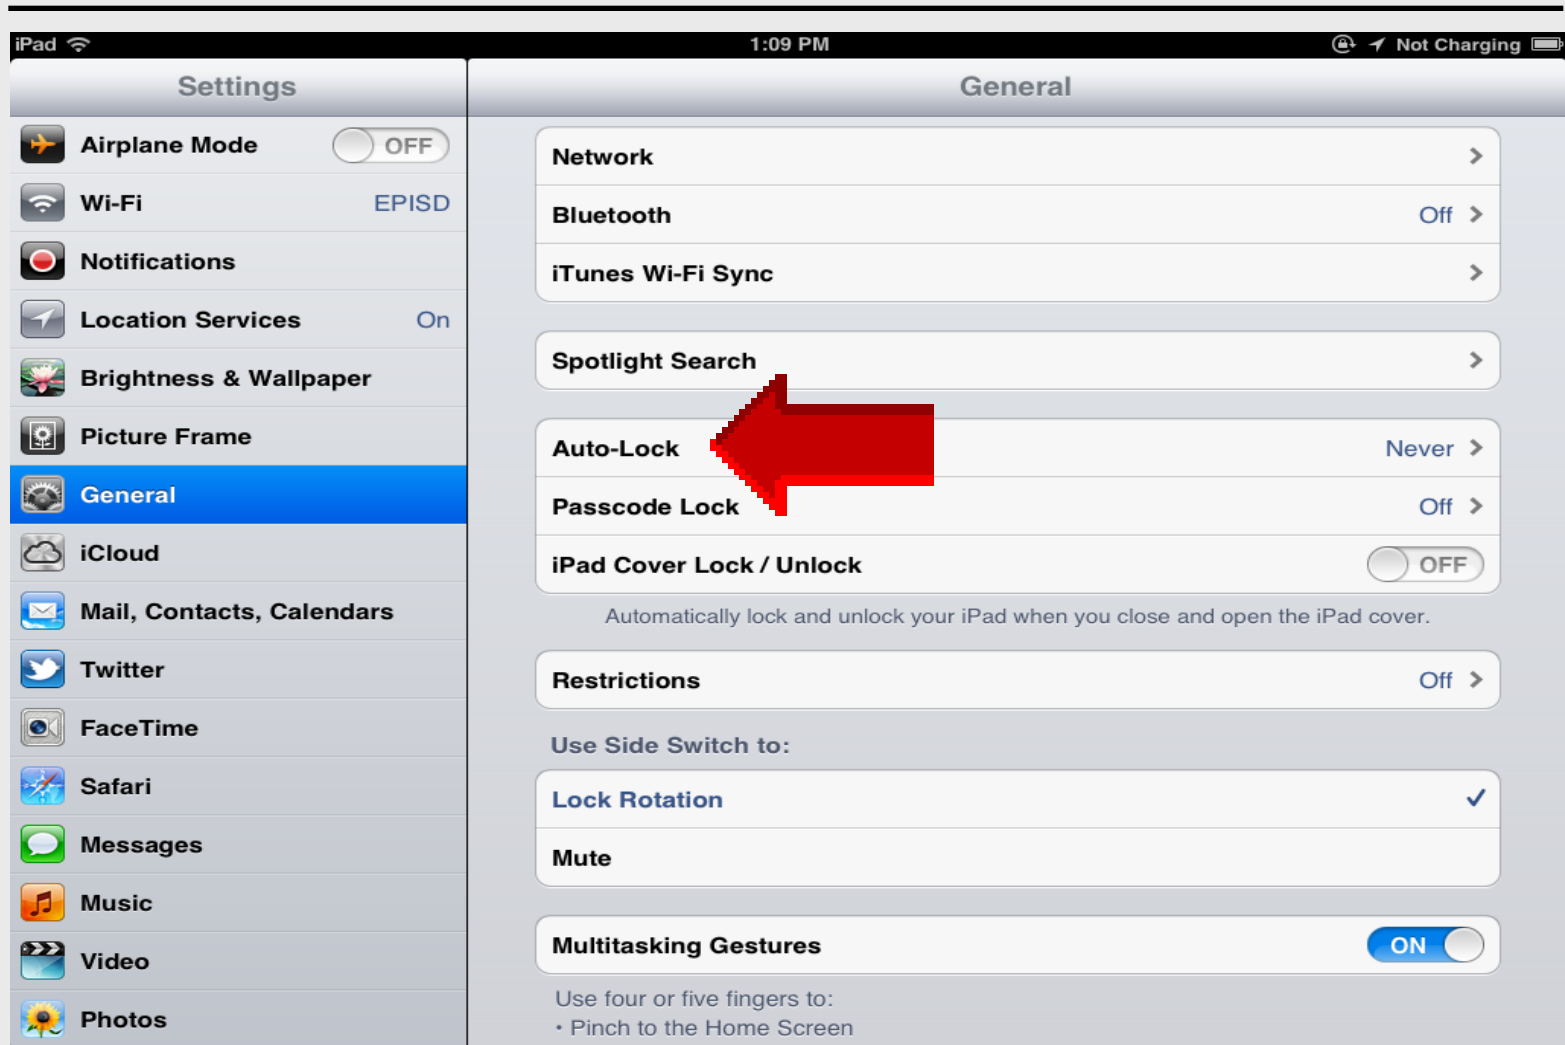 iPad 1:09 PM Not Charging
Settings
Airplane Mode OFF
Wi-Fi EPISD
Notifications
Location Services On
Brightness & Wallpaper
Picture Frame
General
iCloud
Mail, Contacts, Calendars
Twitter
FaceTime
Safari
Messages
Music
Video
Photos
General
Network
Bluetooth Off
iTunes Wi-Fi Sync
Spotlight Search
Auto-Lock Never
Passcode Lock Off
iPad Cover Lock / Unlock OFF
Automatically lock and unlock your iPad when you close and open the iPad cover.
Restrictions Off
Use Side Switch to:
Lock Rotation
Mute
Multitasking Gestures ON
Use four or five fingers to:
• Pinch to the Home Screen